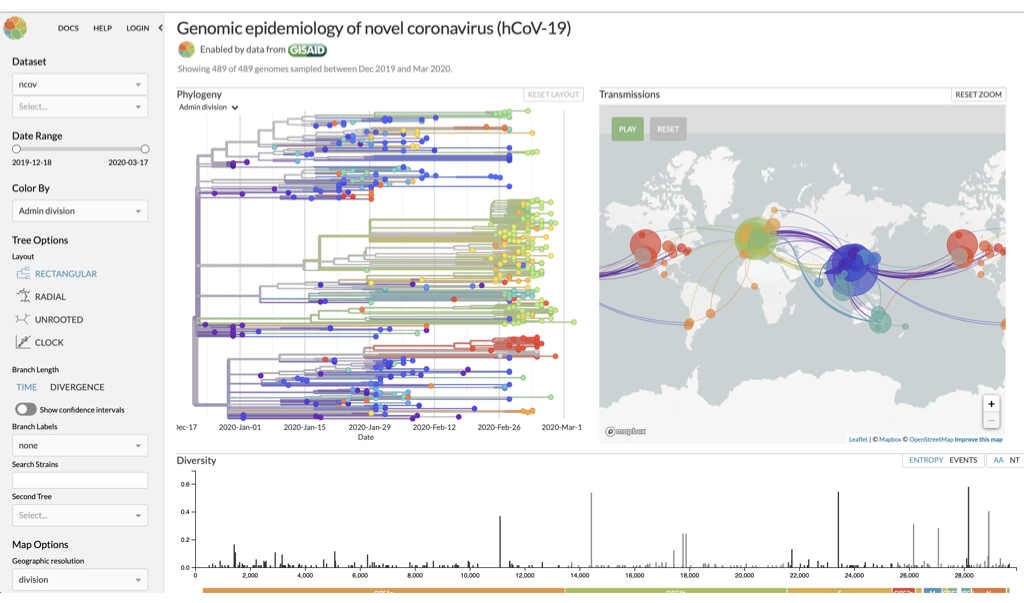 DOCS HELP LOGIN
Genomic epidemiology of novel coronavirus (hCoV-19)
Enabled by data from GISAID
Showing 489 of 489 genomes sampled between Dec 2019 and Mar 2020.
Dataset
ncov
Select...
Date Range
2019-12-18 2020-03-17
Color By
Admin division
Tree Options
Layout
RECTANGULAR
RADIAL
UNROOTED
CLOCK
Branch Length
TIME DIVERGENCE
Show confidence intervals
Branch Labels
none
Search Strains
Second Tree
Select...
Map Options
Geographic resolution
division
Phylogeny
RESET LAYOUT
Admin division
ec-17 2020-Jan-01 2020-Jan-15 2020-Jan-29 2020-Feb-12 2020-Feb-26 2020-Mar-1
Date
Transmissions
RESET ZOOM
PLAY RESET
+
−
mapbox
Leaflet | © Mapbox © OpenStreetMap Improve this map
Diversity
ENTROPY EVENTS AA NT
0.6
0.4
0.2
0.0
0 2,000 4,000 6,000 8,000 10,000 12,000 14,000 16,000 18,000 20,000 22,000 24,000 26,000 28,000